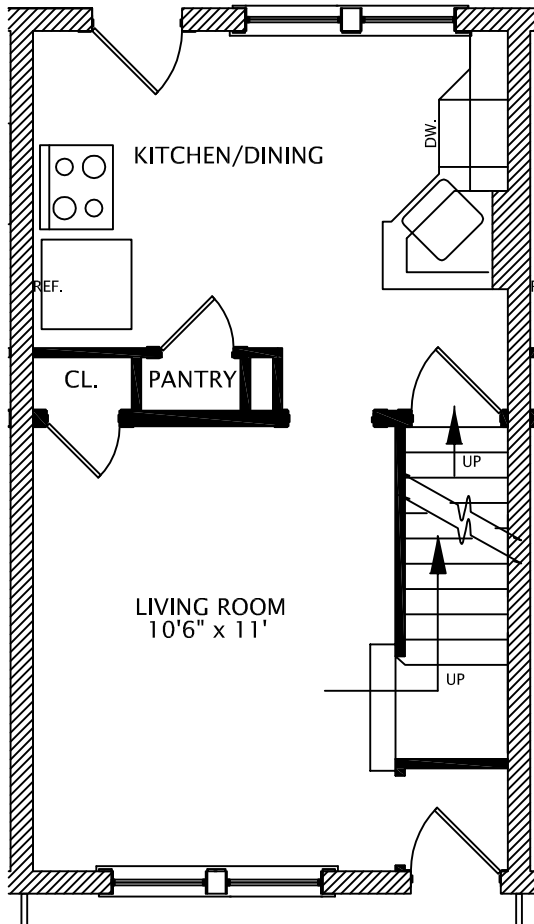 DW.
KITCHEN/DINING
REF.
CL.
PANTRY
UP
LIVING ROOM
10'6" x 11'
UP